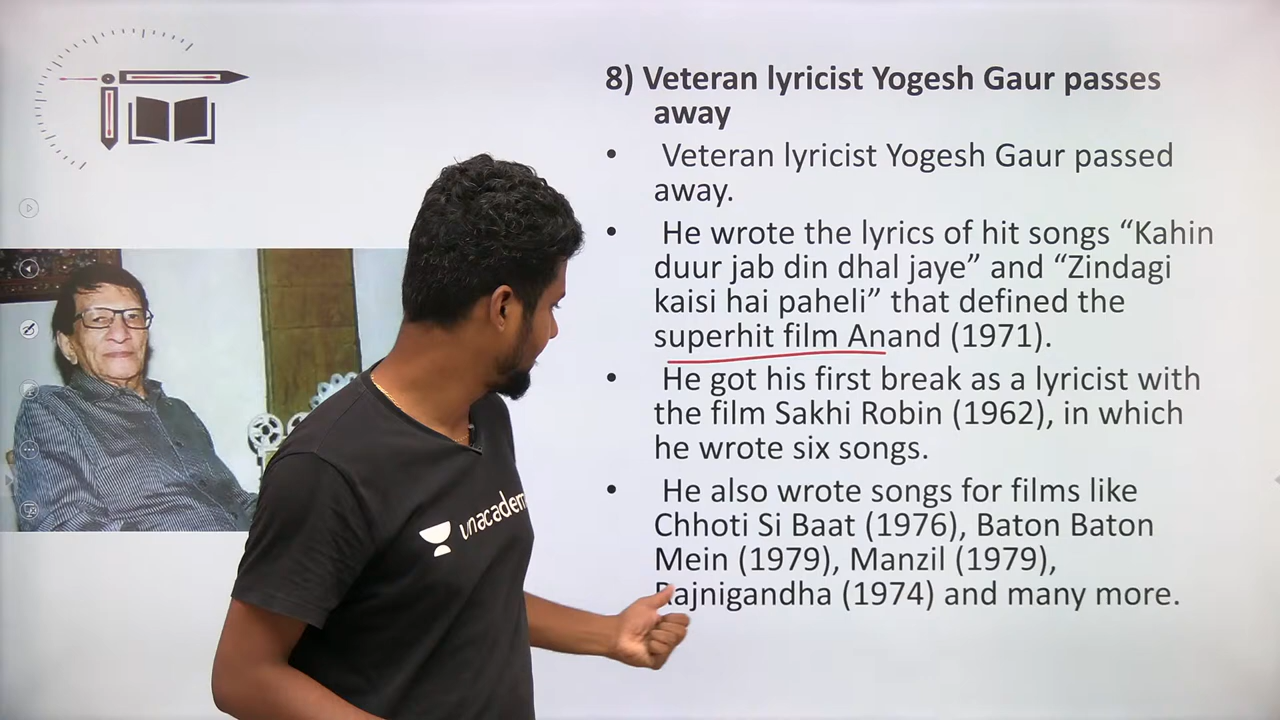 8) Veteran lyricist Yogesh Gaur passes
away
• Veteran lyricist Yogesh Gaur passed
away.
• He wrote the lyrics of hit songs “Kahin
duur jab din dhal jaye” and “Zindagi
kaisi hai paheli” that defined the
superhit film Anand (1971).
• He got his first break as a lyricist with
the film Sakhi Robin (1962), in which
he wrote six songs.
• He also wrote songs for films like
Chhoti Si Baat (1976), Baton Baton
Mein (1979), Manzil (1979),
Rajnigandha (1974) and many more.
unacadem